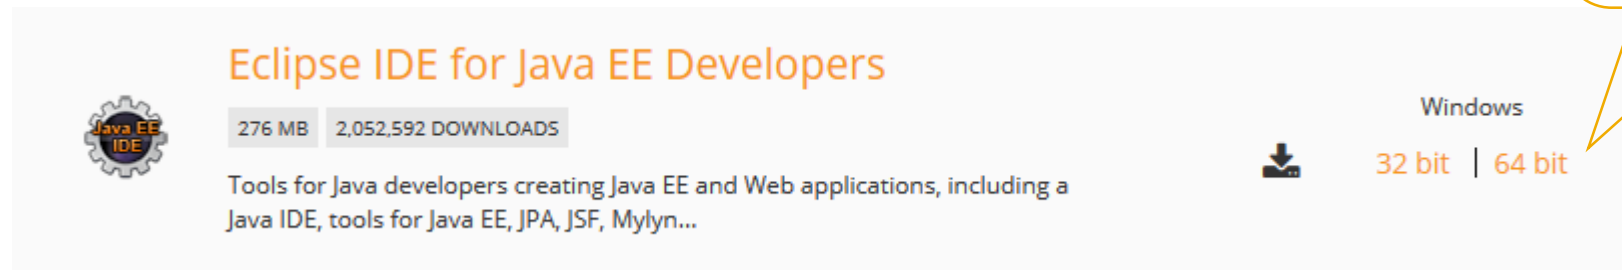 Eclipse IDE for Java EE Developers
276 MB 2,052,592 DOWNLOADS
Java EE
IDE
Tools for Java developers creating Java EE and Web applications, including a
Java IDE, tools for Java EE, JPA, JSF, Mylyn...
Windows
32 bit | 64 bit